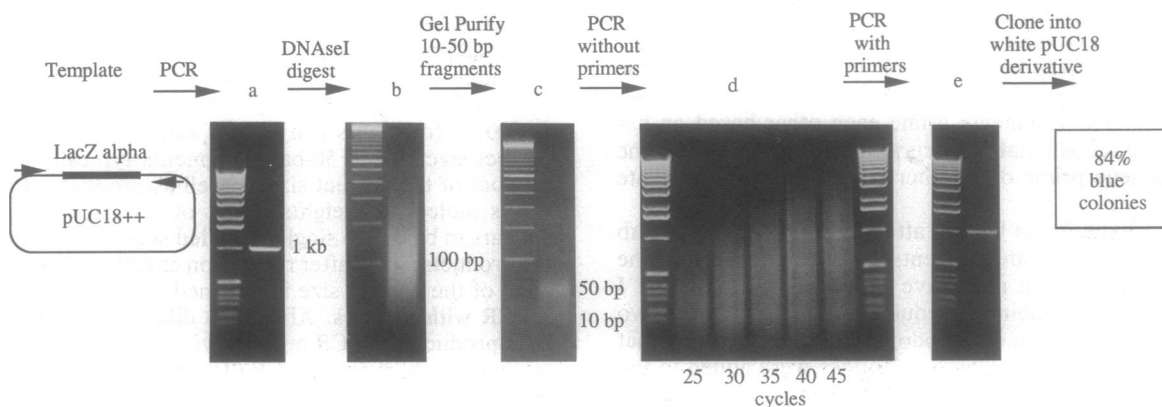 Template
PCR
a
DNAseI
digest
b
Gel Purify
10-50 bp
fragments
c
PCR
without
primers
d
PCR
with
primers
e
Clone into
white pUC18
derivative
LacZ alpha
pUC18++
1 kb
100 bp
50 bp
10 bp
25 30 35 40 45
cycles
84%
blue
colonies